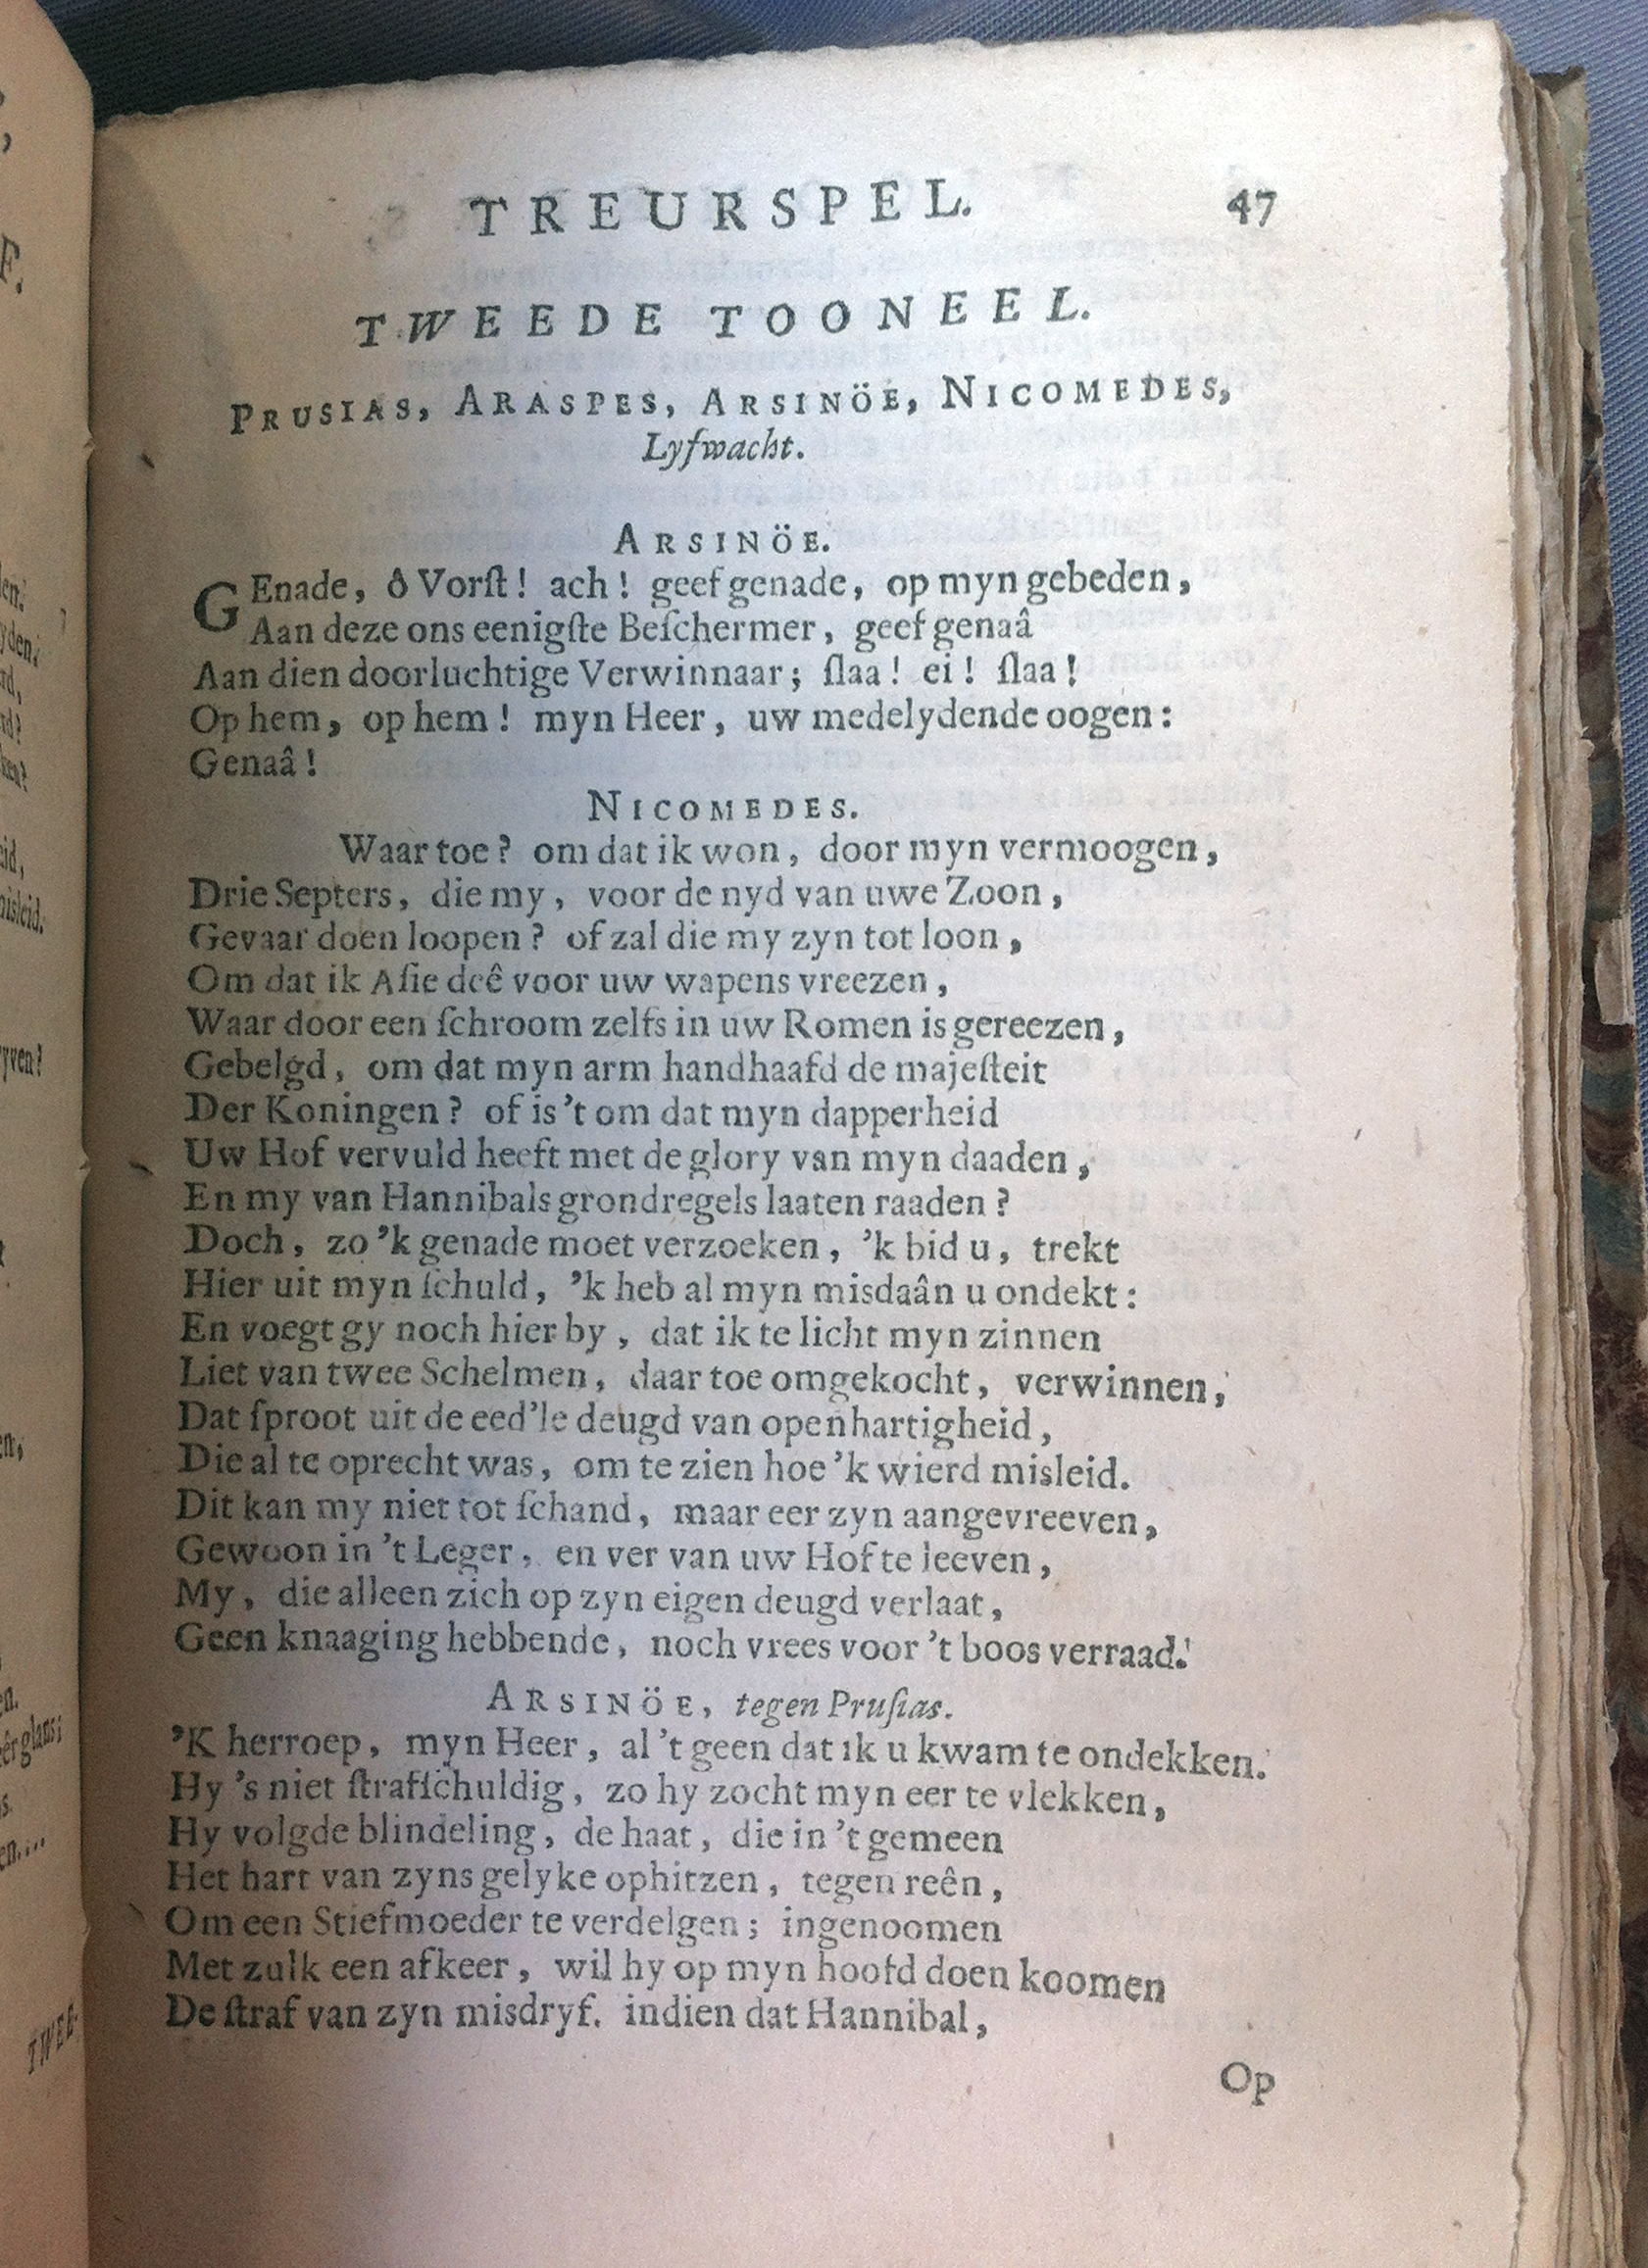 TREURSPEL. 47
TWEEDE TOONEEL.
PRUSIAS, ARASPES, ARSINÖE, NICOMEDES,
Lyfwacht.
ARSINÖE.
GEnade, ô Vorſt! ach! geef genade, op myn gebeden,
Aan deze ons eenigſte Beſchermer, geef genaâ
Aan dien doorluchtige Verwinnaar; ſlaa! ei! ſlaa!
Op hem, op hem! myn Heer, uw medelydende oogen:
Genaâ!
NICOMEDES.
Waar toe? om dat ik won, door myn vermoogen,
Drie Septers, die my, voor de nyd van uwe Zoon,
Gevaar doen loopen? of zal die my zyn tot loon,
Om dat ik Aſie deê voor uw wapens vreezen,
Waar door een ſchroom zelfs in uw Romen is gereezen,
Gebelgd, om dat myn arm handhaafd de majeſteit
Der Koningen? of is 't om dat myn dapperheid
Uw Hof vervuld heeft met de glory van myn daaden,
En my van Hannibals grondregels laaten raaden?
Doch, zo 'k genade moet verzoeken, 'k bid u, trekt
Hier uit myn ſchuld, 'k heb al myn misdaân u ondekt:
En voegt gy noch hier by, dat ik te licht myn zinnen
Liet van twee Schelmen, daar toe omgekocht, verwinnen,
Dat ſproot uit de eed'le deugd van openhartigheid,
Die al te oprecht was, om te zien hoe 'k wierd misleid.
Dit kan my niet tot ſchand, maar eer zyn aangevreeven,
Gewoon in 't Leger, en ver van uw Hof te leeven,
My, die alleen zich op zyn eigen deugd verlaat,
Geen knaaging hebbende, noch vrees voor 't boos verraad.
ARSINÖE, tegen Pruſias.
'K herroep, myn Heer, al 't geen dat ik u kwam te ondekken.
Hy 's niet ſtrafſchuldig, zo hy zocht myn eer te vlekken,
Hy volgde blindeling, de haat, die in 't gemeen
Het hart van zyns gelyke ophitzen, tegen reên,
Om een Stiefmoeder te verdelgen; ingenoomen
Met zulk een afkeer, wil hy op myn hoofd doen koomen
De ſtraf van zyn misdryf. indien dat Hannibal,
Op